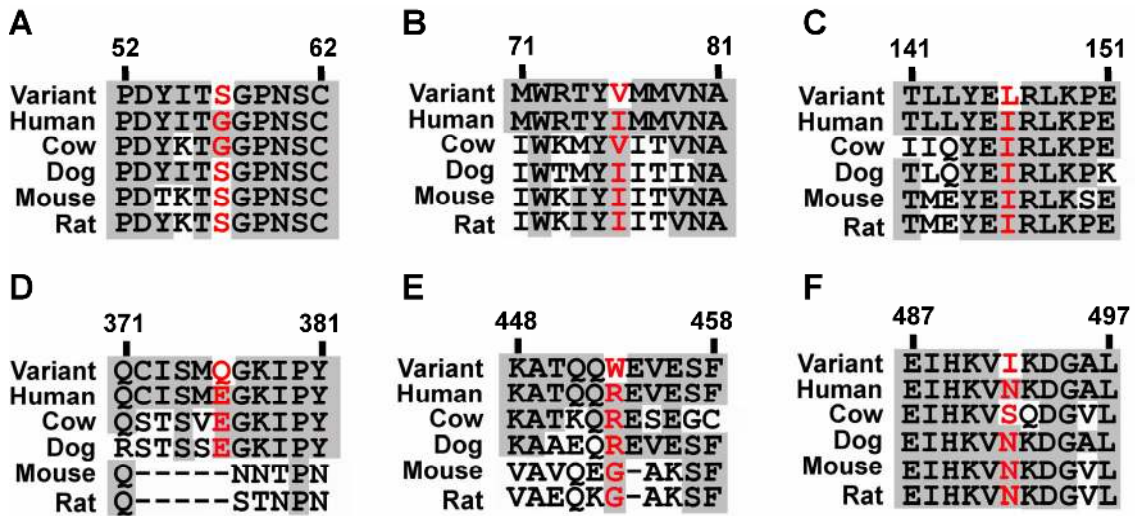 A
52 62
Variant PDYITSGPNSC
Human PDYITGGPNSC
Cow PDYKTGGPNSC
Dog PDYITSGPNSC
Mouse PDTKTSGPNSC
Rat PDYKTSGPNSC
B
71 81
Variant MWRTYVMMVNA
Human MWRTYIMMVNA
Cow IWKMYVITVNA
Dog IWTMYIITINA
Mouse IWKIYIITVNA
Rat IWKIYIITVNA
C
141 151
Variant TLLYELRLKPE
Human TLLYEIRLKPE
Cow IIQYEIRLKPE
Dog TLQYEIRLKPK
Mouse TMEYEIRLKSE
Rat TMEYEIRLKPE
D
371 381
Variant QCISMQGKIPY
Human QCISMEGKIPY
Cow QSTSVEGKIPY
Dog RSTSSEGKIPY
Mouse Q-----NNTPN
Rat Q-----STNPN
E
448 458
Variant KATQQWEVESF
Human KATQQREVESF
Cow KATKQRESEGC
Dog KAAEQREVESF
Mouse VAVQEG-AKSF
Rat VAEQKG-AKSF
F
487 497
Variant EIHKVIKDGAL
Human EIHKVNKDGAL
Cow EIHKVSQDGVL
Dog EIHKVNKDGAL
Mouse EIHKVNKDGVL
Rat EIHKVNKDGVL